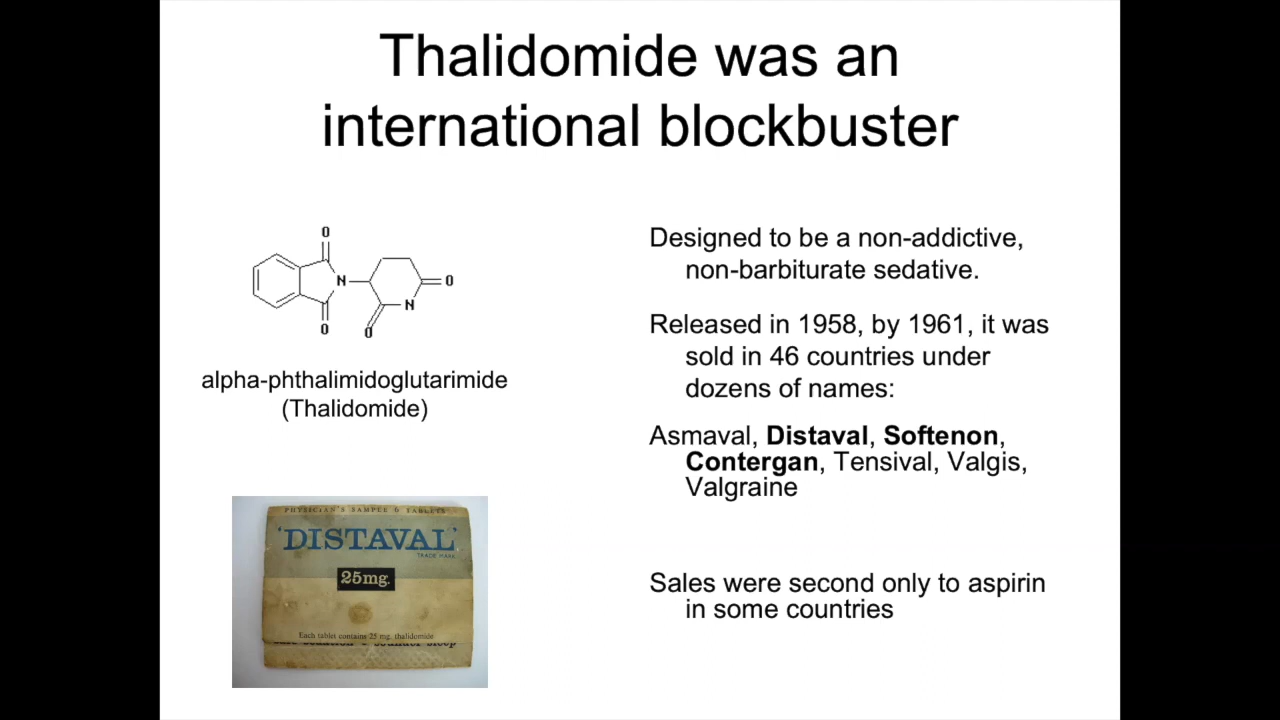 Thalidomide was an
international blockbuster
O
N
O
N
O
O
alpha-phthalimidoglutarimide
(Thalidomide)
PHYSICIAN'S SAMPLE 6 TABLETS
'DISTAVAL'
TRADE MARK
25mg.
Each tablet contains 25 mg. thalidomide
Designed to be a non-addictive,
non-barbiturate sedative.
Released in 1958, by 1961, it was
sold in 46 countries under
dozens of names:
Asmaval, Distaval, Softenon,
Contergan, Tensival, Valgis,
Valgraine
Sales were second only to aspirin
in some countries